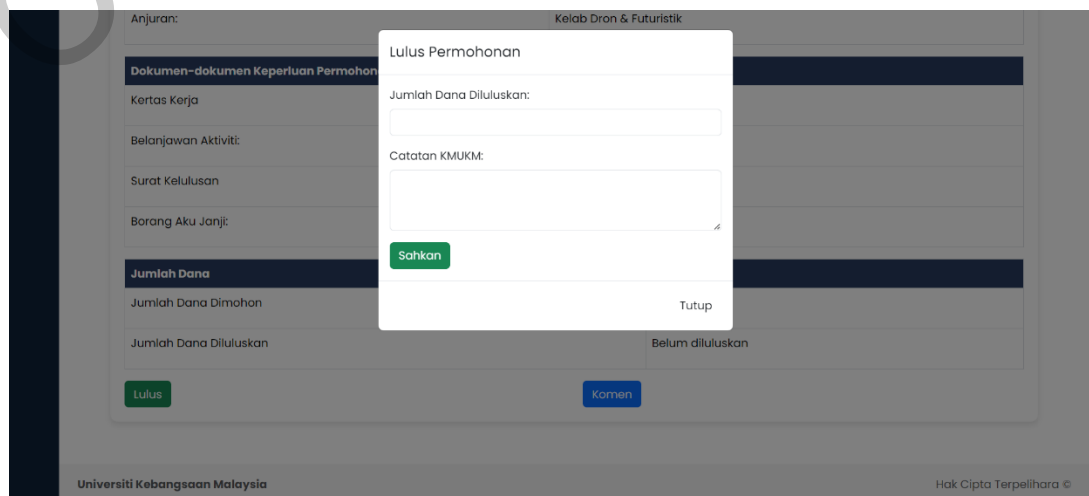 Anjuran: Kelab Dron & Futuristik
Lulus Permohonan
Dokumen-dokumen Keperluan Permohon
Jumlah Dana Diluluskan:
Kertas Kerja
Belanjawan Aktiviti:
Catatan KMUKM:
Surat Kelulusan
Borang Aku Janji:
Sahkan
Jumlah Dana
Jumlah Dana Dimohon
Tutup
Jumlah Dana Diluluskan Belum diluluskan
Lulus Komen
Universiti Kebangsaan Malaysia Hak Cipta Terpelihara ©